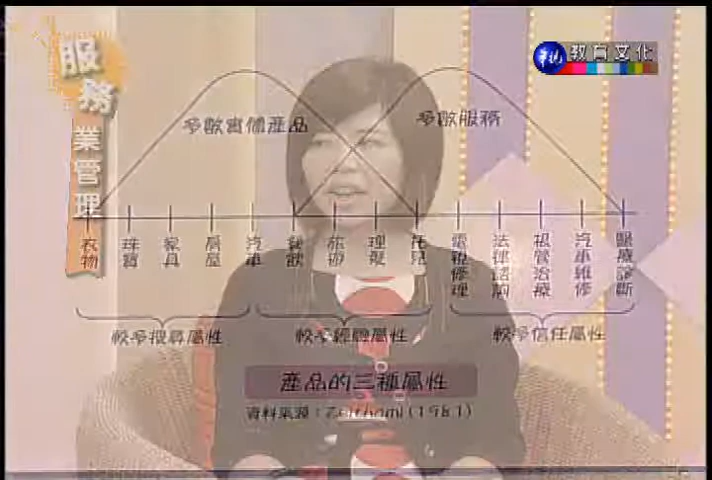 服務
業管理
華視 教育文化
多數實體產品
多數服務
衣物
珠寶
家具
房屋
汽車
餐飲
旅遊
理髮
托兒
電視修理
法律諮詢
根管治療
汽車維修
醫療診斷
較多搜尋屬性
較多經驗屬性
較多信任屬性
產品的三種屬性
資料來源：Zeithaml(1981)